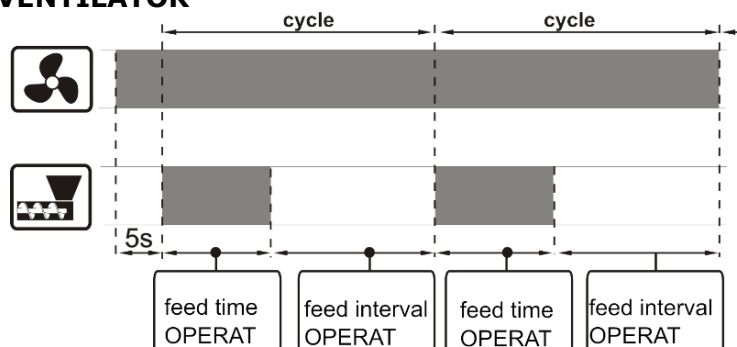 VENTILATOR
cycle
cycle
5s
feed time
OPERAT
feed interval
OPERAT
feed time
OPERAT
feed interval
OPERAT